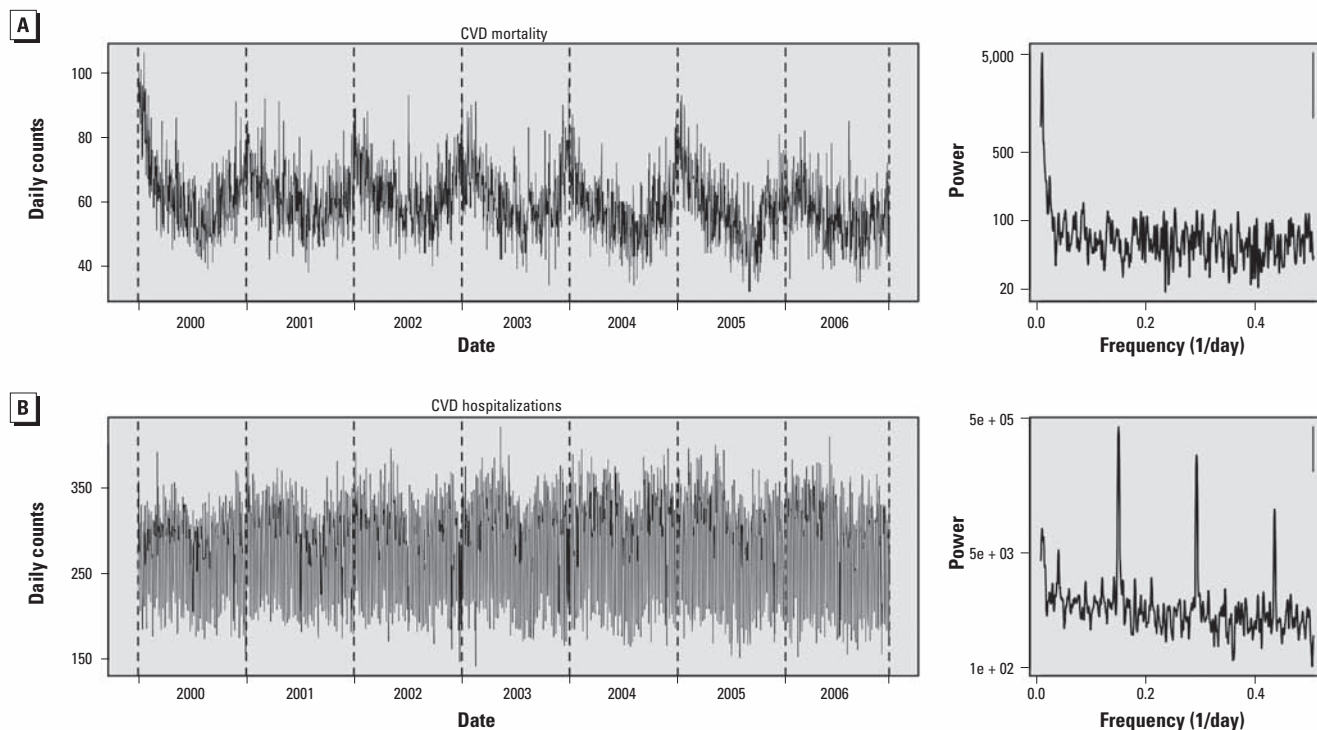 A
CVD mortality
Daily counts
100
80
60
40
2000 2001 2002 2003 2004 2005 2006
Date
Power
5,000
500
100
20
0.0 0.2 0.4
Frequency (1/day)
B
CVD hospitalizations
Daily counts
350
250
150
2000 2001 2002 2003 2004 2005 2006
Date
Power
5e + 05
5e + 03
1e + 02
0.0 0.2 0.4
Frequency (1/day)